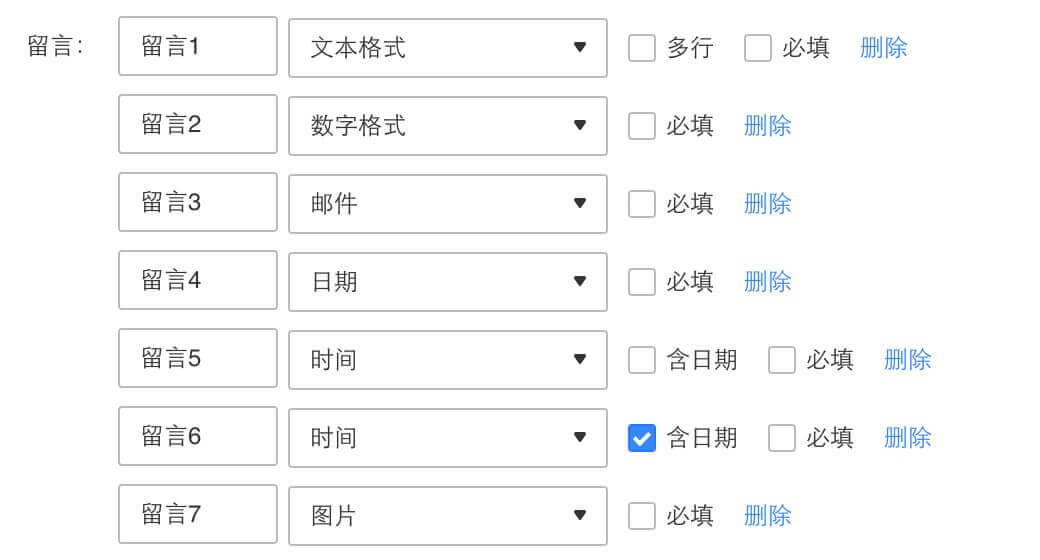 留言： 留言1 文本格式 多行 必填 删除
留言2 数字格式 必填 删除
留言3 邮件 必填 删除
留言4 日期 必填 删除
留言5 时间 含日期 必填 删除
留言6 时间 含日期 必填 删除
留言7 图片 必填 删除